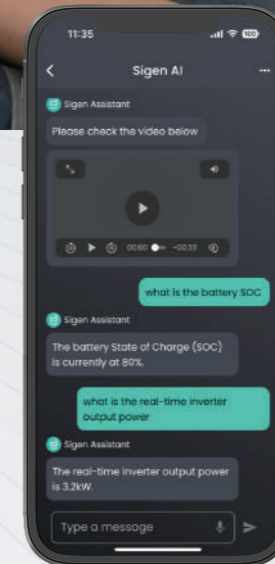 11:35
100
Sigen AI
Sigen Assistant
Please check the video below
00:00
-00:33
what is the battery SOC
Sigen Assistant
The battery State of Charge (SOC)
is currently at 80%.
what is the real-time inverter
output power
Sigen Assistant
The real-time inverter output power
is 3.2kW.
Type a message